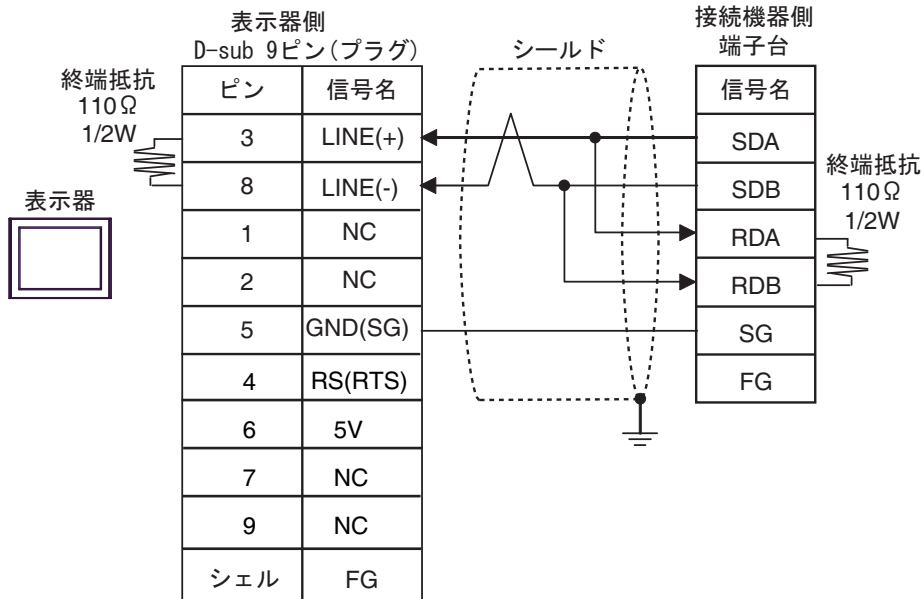 表示器側
D-sub 9ピン(プラグ)
シールド
接続機器側
端子台
終端抵抗
110Ω
1/2W
表示器
ピン 信号名
3 LINE(+)
8 LINE(-)
1 NC
2 NC
5 GND(SG)
4 RS(RTS)
6 5V
7 NC
9 NC
シェル FG
信号名
SDA
SDB
RDA
RDB
SG
FG
終端抵抗
110Ω
1/2W